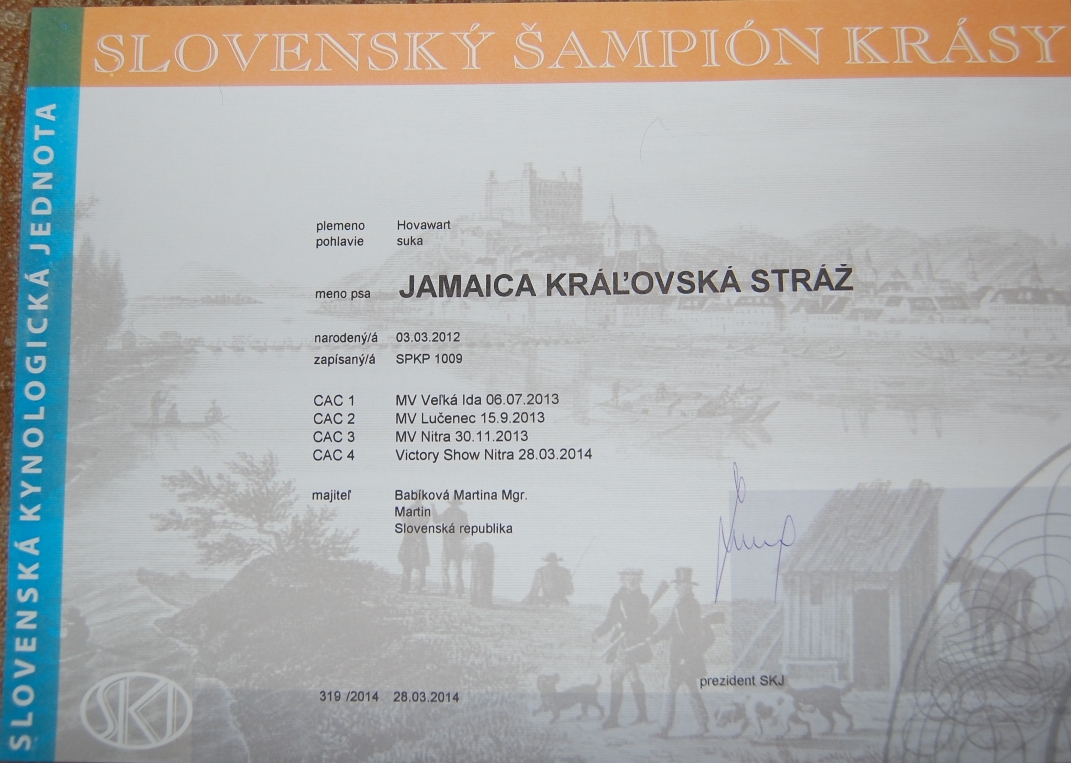 SLOVENSKÝ ŠAMPIÓN KRÁSY
SLOVENSKÁ KYNOLOGICKÁ JEDNOTA
plemeno Hovawart
pohlavie suka
meno psa JAMAICA KRÁĽOVSKÁ STRÁŽ
narodený/á 03.03.2012
zapísaný/á SPKP 1009
CAC 1 MV Veľká Ida 06.07.2013
CAC 2 MV Lučenec 15.9.2013
CAC 3 MV Nitra 30.11.2013
CAC 4 Victory Show Nitra 28.03.2014
majiteľ Babíková Martina Mgr.
Martin
Slovenská republika
prezident SKJ
319 /2014 28.03.2014
SKJ